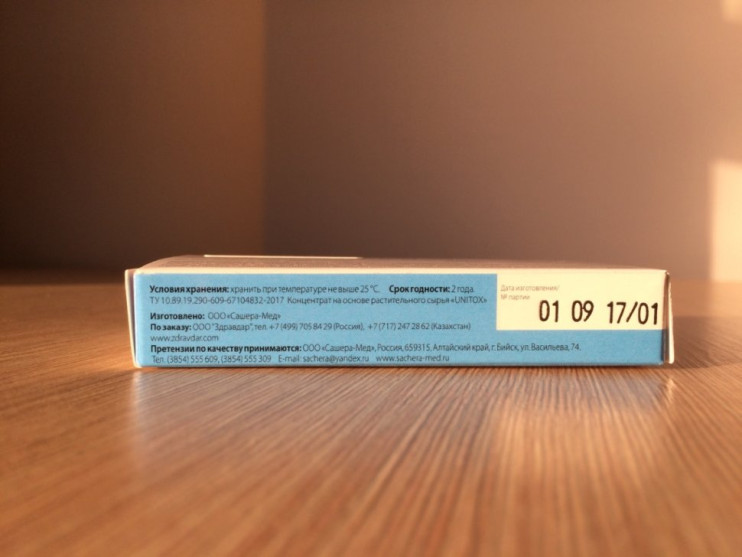 Условия хранения: хранить при температуре не выше 25 °С. Срок годности: 2 года.
ТУ 10.89.19.290-609-67104832-2017 Концентрат на основе растительного сырья «UNITOX»
Изготовлено: ООО «Сашера-Мед»
По заказу: ООО "Здравдар", тел. +7 (499) 705 84 29 (Россия), +7 (717) 247 28 62 (Казахстан)
www.zdravdar.com
Претензии по качеству принимаются: ООО «Сашера-Мед», Россия, 659315, Алтайский край, г. Бийск, ул. Васильева, 74.
Тел. (3854) 555 609, (3854) 555 309 E-mail: sachera@yandex.ru www.sachera-med.ru
Дата изготовления/
№ партии
01 09 17/01